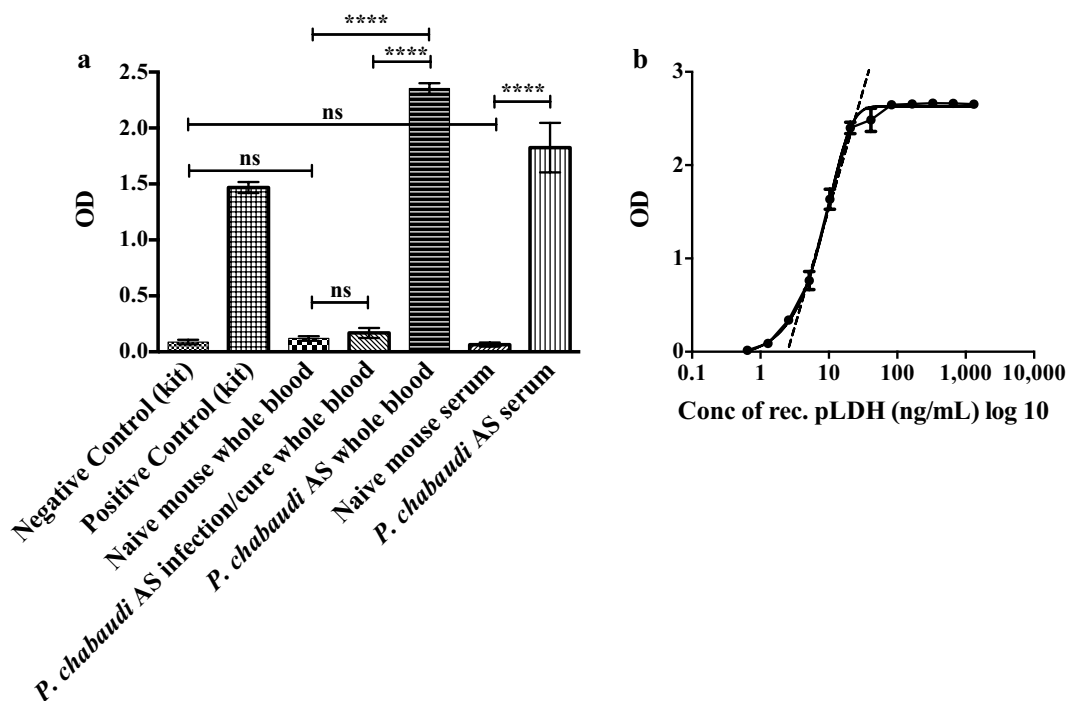 a
****
****
****
ns
ns
ns
OD
2.5
2.0
1.5
1.0
0.5
0.0
Negative Control (kit)
Positive Control (kit)
Naive mouse whole blood
P. chabaudi AS infection/cure whole blood
P. chabaudi AS whole blood
Naive mouse serum
P. chabaudi AS serum
b
OD
3
2
1
0
0.1
1
10
100
1,000
10,000
Conc of rec. pLDH (ng/mL) log 10